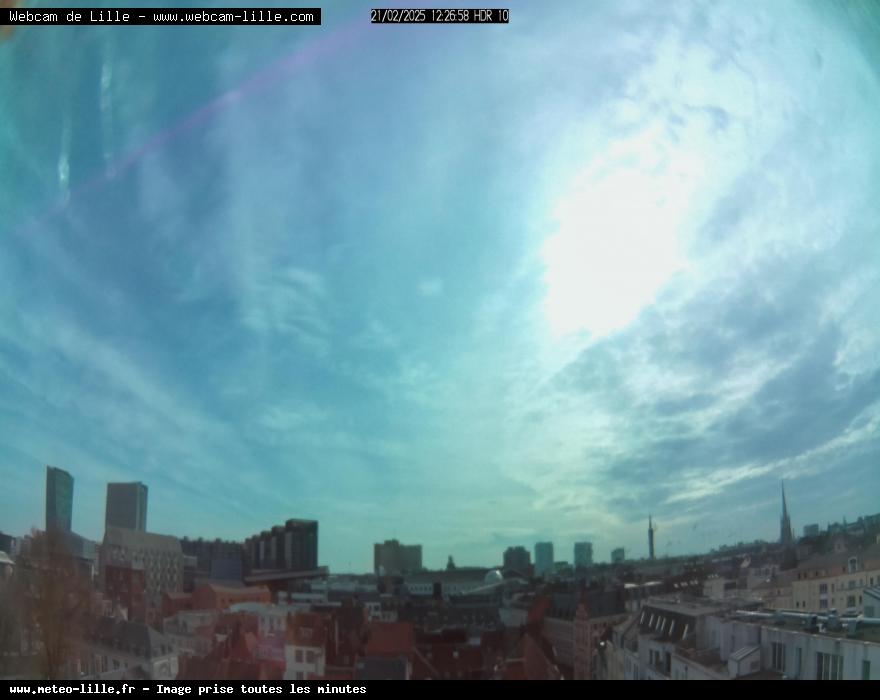 Webcam de Lille - www.webcam-lille.com
21/02/2025 12:26:58 HDR 10
www.meteo-lille.fr - Image prise toutes les minutes